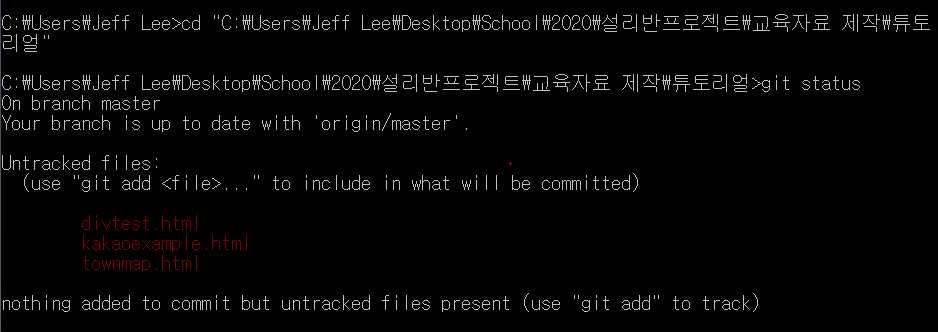 C:₩Users₩Jeff Lee>cd "C:₩Users₩Jeff Lee₩Desktop₩School₩2020₩설리반프로젝트₩교육자료 제작₩튜토
리얼"
C:₩Users₩Jeff Lee₩Desktop₩School₩2020₩설리반프로젝트₩교육자료 제작₩튜토리얼>git status
On branch master
Your branch is up to date with 'origin/master'.
Untracked files:
(use "git add <file>..." to include in what will be committed)
divtest.html
kakaoexample.html
townmap.html
nothing added to commit but untracked files present (use "git add" to track)